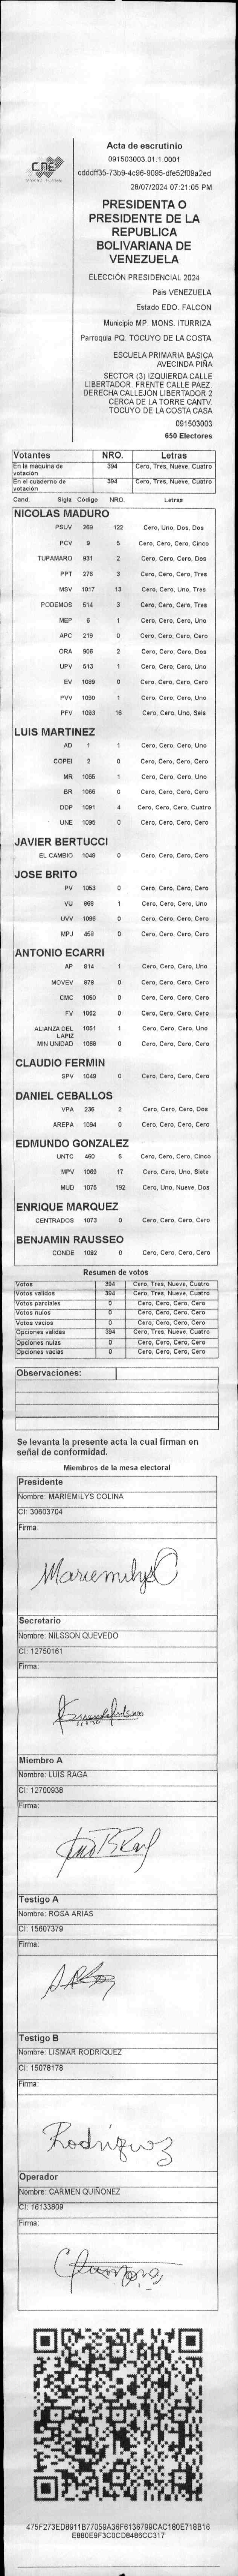 CNE
Acta de escrutinio
091503003.01.1.0001
cdddff35-73b9-4c96-9095-dfe52f09a2ed
28/07/2024 07:21:05 PM
PRESIDENTA O
PRESIDENTE DE LA
REPUBLICA
BOLIVARIANA DE
VENEZUELA
ELECCIÓN PRESIDENCIAL 2024
Pais VENEZUELA
Estado EDO. FALCON
Municipio MP. MONS. ITURRIZA
Parroquia PQ. TOCUYO DE LA COSTA
ESCUELA PRIMARIA BASICA
AVECINDA PIÑA
SECTOR (3) IZQUIERDA CALLE
LIBERTADOR. FRENTE CALLE PAEZ.
DERECHA CALLEJÓN LIBERTADOR 2
CERCA DE LA TORRE CANTV.
TOCUYO DE LA COSTA CASA
091503003
650 Electores
Votantes NRO. Letras
En la máquina de votación 394 Cero, Tres, Nueve, Cuatro
En el cuaderno de votación 394 Cero, Tres, Nueve, Cuatro
Cand. Sigla Codigo NRO. Letras
NICOLAS MADURO
PSUV 269 122 Cero, Uno, Dos, Dos
PCV 9 5 Cero, Cero, Cero, Cinco
TUPAMARO 931 2 Cero, Cero, Cero, Dos
PPT 276 3 Cero, Cero, Cero, Tres
MSV 1017 13 Cero, Cero, Uno, Tres
PODEMOS 514 3 Cero, Cero, Cero, Tres
MEP 6 1 Cero, Cero, Cero, Uno
APC 219 0 Cero, Cero, Cero, Cero
ORA 906 2 Cero, Cero, Cero, Dos
UPV 513 1 Cero, Cero, Cero, Uno
EV 1089 0 Cero, Cero, Cero, Cero
PVV 1090 1 Cero, Cero, Cero, Uno
PFV 1093 16 Cero, Cero, Uno, Seis
LUIS MARTINEZ
AD 1 1 Cero, Cero, Cero, Uno
COPEI 2 0 Cero, Cero, Cero, Cero
MR 1065 1 Cero, Cero, Cero, Uno
BR 1066 0 Cero, Cero, Cero, Cero
DDP 1091 4 Cero, Cero, Cero, Cuatro
UNE 1095 0 Cero, Cero, Cero, Cero
JAVIER BERTUCCI
EL CAMBIO 1048 0 Cero, Cero, Cero, Cero
JOSE BRITO
PV 1053 0 Cero, Cero, Cero, Cero
VU 868 1 Cero, Cero, Cero, Uno
UVV 1096 0 Cero, Cero, Cero, Cero
MPJ 459 0 Cero, Cero, Cero, Cero
ANTONIO ECARRI
AP 814 1 Cero, Cero, Cero, Uno
MOVEV 878 0 Cero, Cero, Cero, Cero
CMC 1050 0 Cero, Cero, Cero, Cero
FV 1052 0 Cero, Cero, Cero, Cero
ALIANZA DEL LAPIZ 1051 1 Cero, Cero, Cero, Uno
MIN UNIDAD 1068 0 Cero, Cero, Cero, Cero
CLAUDIO FERMIN
SPV 1049 0 Cero, Cero, Cero, Cero
DANIEL CEBALLOS
VPA 236 2 Cero, Cero, Cero, Dos
AREPA 1094 0 Cero, Cero, Cero, Cero
EDMUNDO GONZALEZ
UNTC 460 5 Cero, Cero, Cero, Cinco
MPV 1069 17 Cero, Cero, Uno, Siete
MUD 1075 192 Cero, Uno, Nueve, Dos
ENRIQUE MARQUEZ
CENTRADOS 1073 0 Cero, Cero, Cero, Cero
BENJAMIN RAUSSEO
CONDE 1092 0 Cero, Cero, Cero, Cero
Resumen de votos
Votos 394 Cero, Tres, Nueve, Cuatro
Votos validos 394 Cero, Tres, Nueve, Cuatro
Votos parciales 0 Cero, Cero, Cero, Cero
Votos nulos 0 Cero, Cero, Cero, Cero
Votos vacios 0 Cero, Cero, Cero, Cero
Opciones validas 394 Cero, Tres, Nueve, Cuatro
Opciones nulas 0 Cero, Cero, Cero, Cero
Opciones vacias 0 Cero, Cero, Cero, Cero
Observaciones:
Se levanta la presente acta la cual firman en
señal de conformidad.
Miembros de la mesa electoral
Presidente
Nombre: MARIEMILYS COLINA
CI: 30603704
Firma:
Mariemilys
Secretario
Nombre: NILSSON QUEVEDO
CI: 12750161
Firma:
Miembro A
Nombre: LUIS RAGA
CI: 12700938
Firma:
Testigo A
Nombre: ROSA ARIAS
CI: 15607379
Firma:
Testigo B
Nombre: LISMAR RODRIQUEZ
CI: 15078178
Firma:
Rodríguez
Operador
Nombre: CARMEN QUIÑONEZ
CI: 16133809
Firma:
475F273ED8911B77059A36F6136799CAC180E718B16
E880E9F3C0CD8486CC317